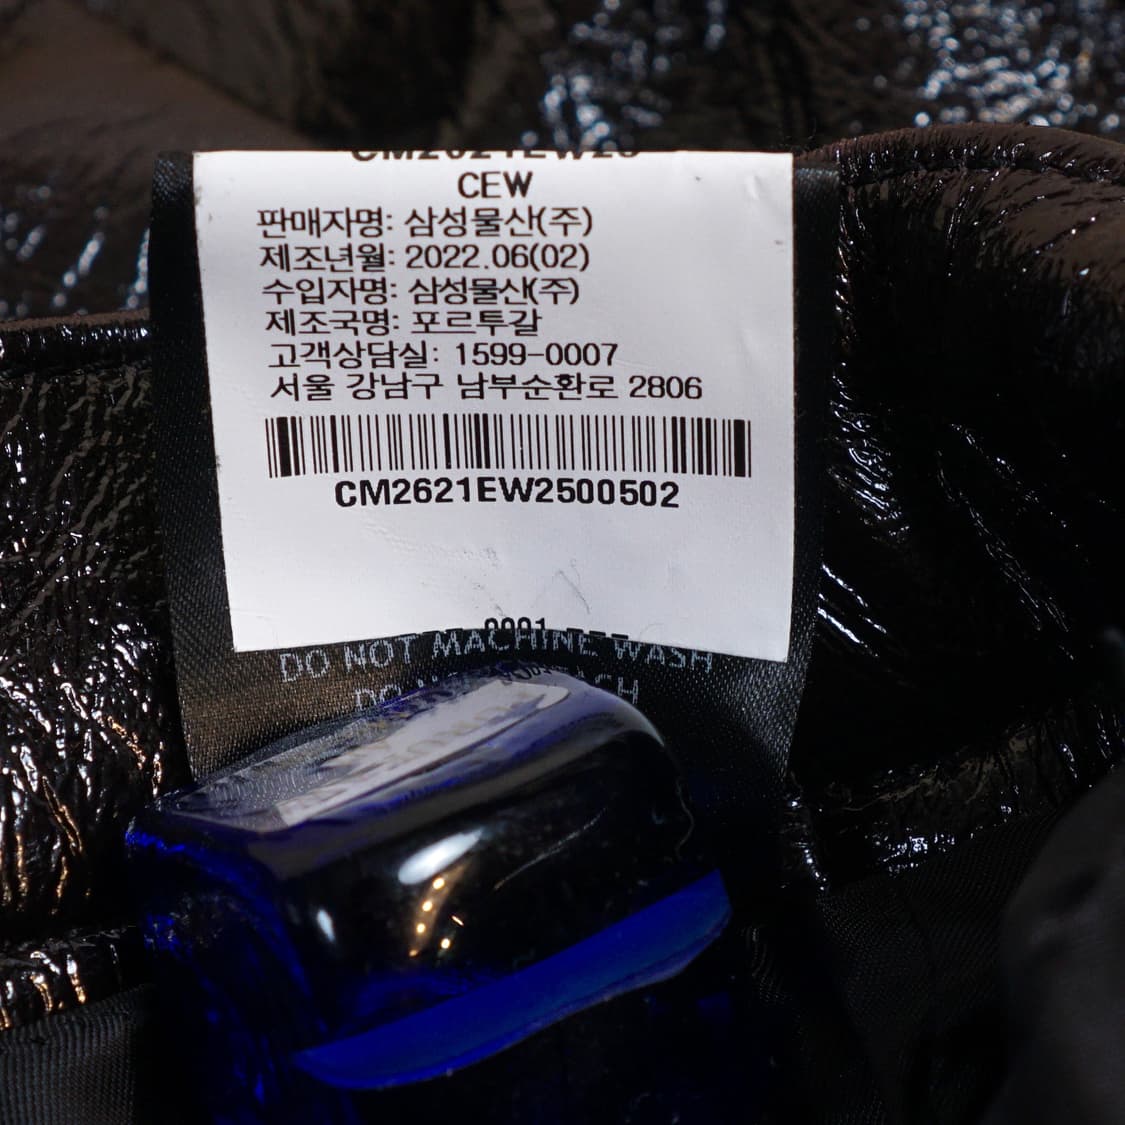 CEW
판매자명: 삼성물산(주)
제조년월: 2022.06(02)
수입자명: 삼성물산(주)
제조국명: 포르투갈
고객상담실: 1599-0007
서울 강남구 남부순환로 2806
CM2621EW2500502
0001
DO NOT MACHINE WASH
DO